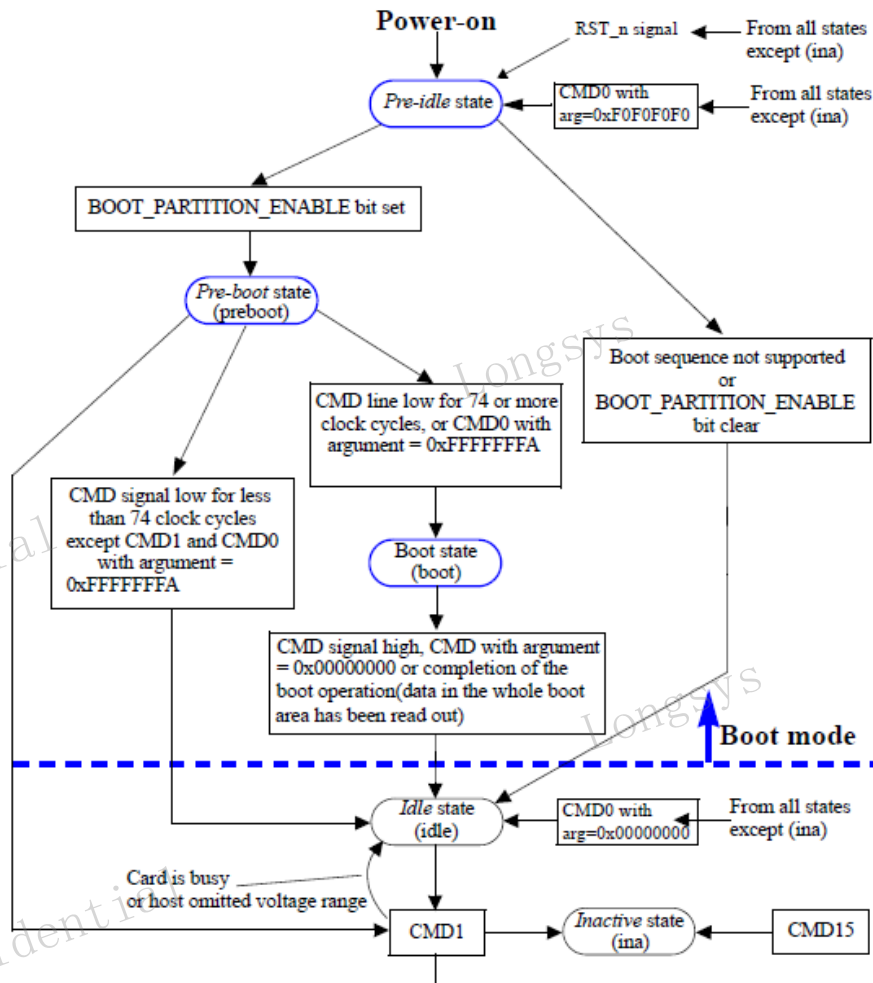 Power-on
RST_n signal
From all states
except (ina)
Pre-idle state
CMD0 with
arg=0xF0F0F0F0
From all states
except (ina)
BOOT_PARTITION_ENABLE bit set
Pre-boot state
(preboot)
Longsys
Boot sequence not supported
or
BOOT_PARTITION_ENABLE
bit clear
CMD line low for 74 or more
clock cycles, or CMD0 with
argument = 0xFFFFFFFA
CMD signal low for less
than 74 clock cycles
except CMD1 and CMD0
with argument =
0xFFFFFFFA
ial
Boot state
(boot)
CMD signal high, CMD with argument
= 0x00000000 or completion of the
boot operation(data in the whole boot
area has been read out)
Longsys
Boot mode
Idle state
(idle)
CMD0 with
arg=0x00000000
From all states
except (ina)
Card is busy
or host omitted voltage range
idential
CMD1
Inactive state
(ina)
CMD15